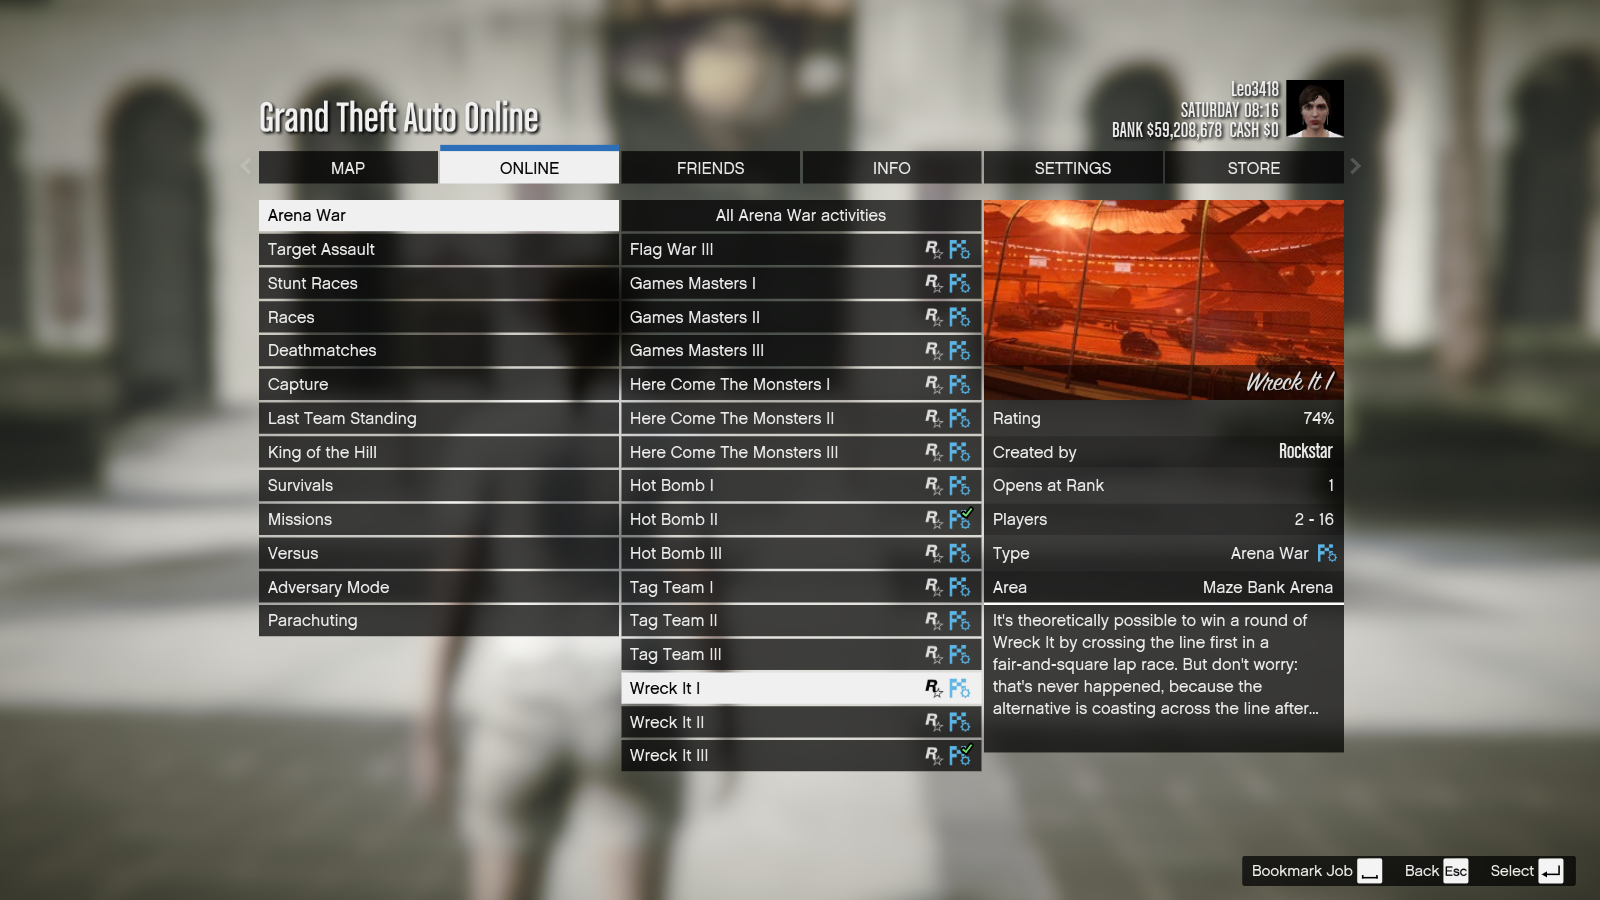 Grand Theft Auto Online
Leo3418
SATURDAY 08:16
BANK $59,208,678 CASH $0
MAP
ONLINE
FRIENDS
INFO
SETTINGS
STORE
Arena War
Target Assault
Stunt Races
Races
Deathmatches
Capture
Last Team Standing
King of the Hill
Survivals
Missions
Versus
Adversary Mode
Parachuting
All Arena War activities
Flag War III
Games Masters I
Games Masters II
Games Masters III
Here Come The Monsters I
Here Come The Monsters II
Here Come The Monsters III
Hot Bomb I
Hot Bomb II
Hot Bomb III
Tag Team I
Tag Team II
Tag Team III
Wreck It I
Wreck It II
Wreck It III
Wreck It I
Rating 74%
Created by Rockstar
Opens at Rank 1
Players 2 - 16
Type Arena War
Area Maze Bank Arena
It's theoretically possible to win a round of
Wreck It by crossing the line first in a
fair-and-square lap race. But don't worry:
that's never happened, because the
alternative is coasting across the line after...
Bookmark Job Back Esc Select